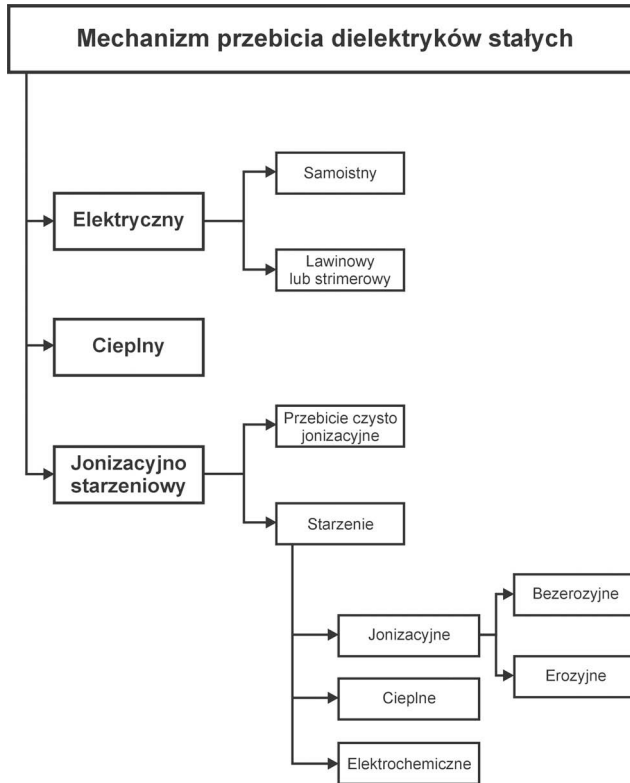 Mechanizm przebicia dielektryków stałych
Elektryczny
Samoistny
Lawinowy
lub strimerowy
Cieplny
Jonizacyjno
starzeniowy
Przebicie czysto
jonizacyjne
Starzenie
Jonizacyjne
Bezerozyjne
Erozyjne
Cieplne
Elektrochemiczne